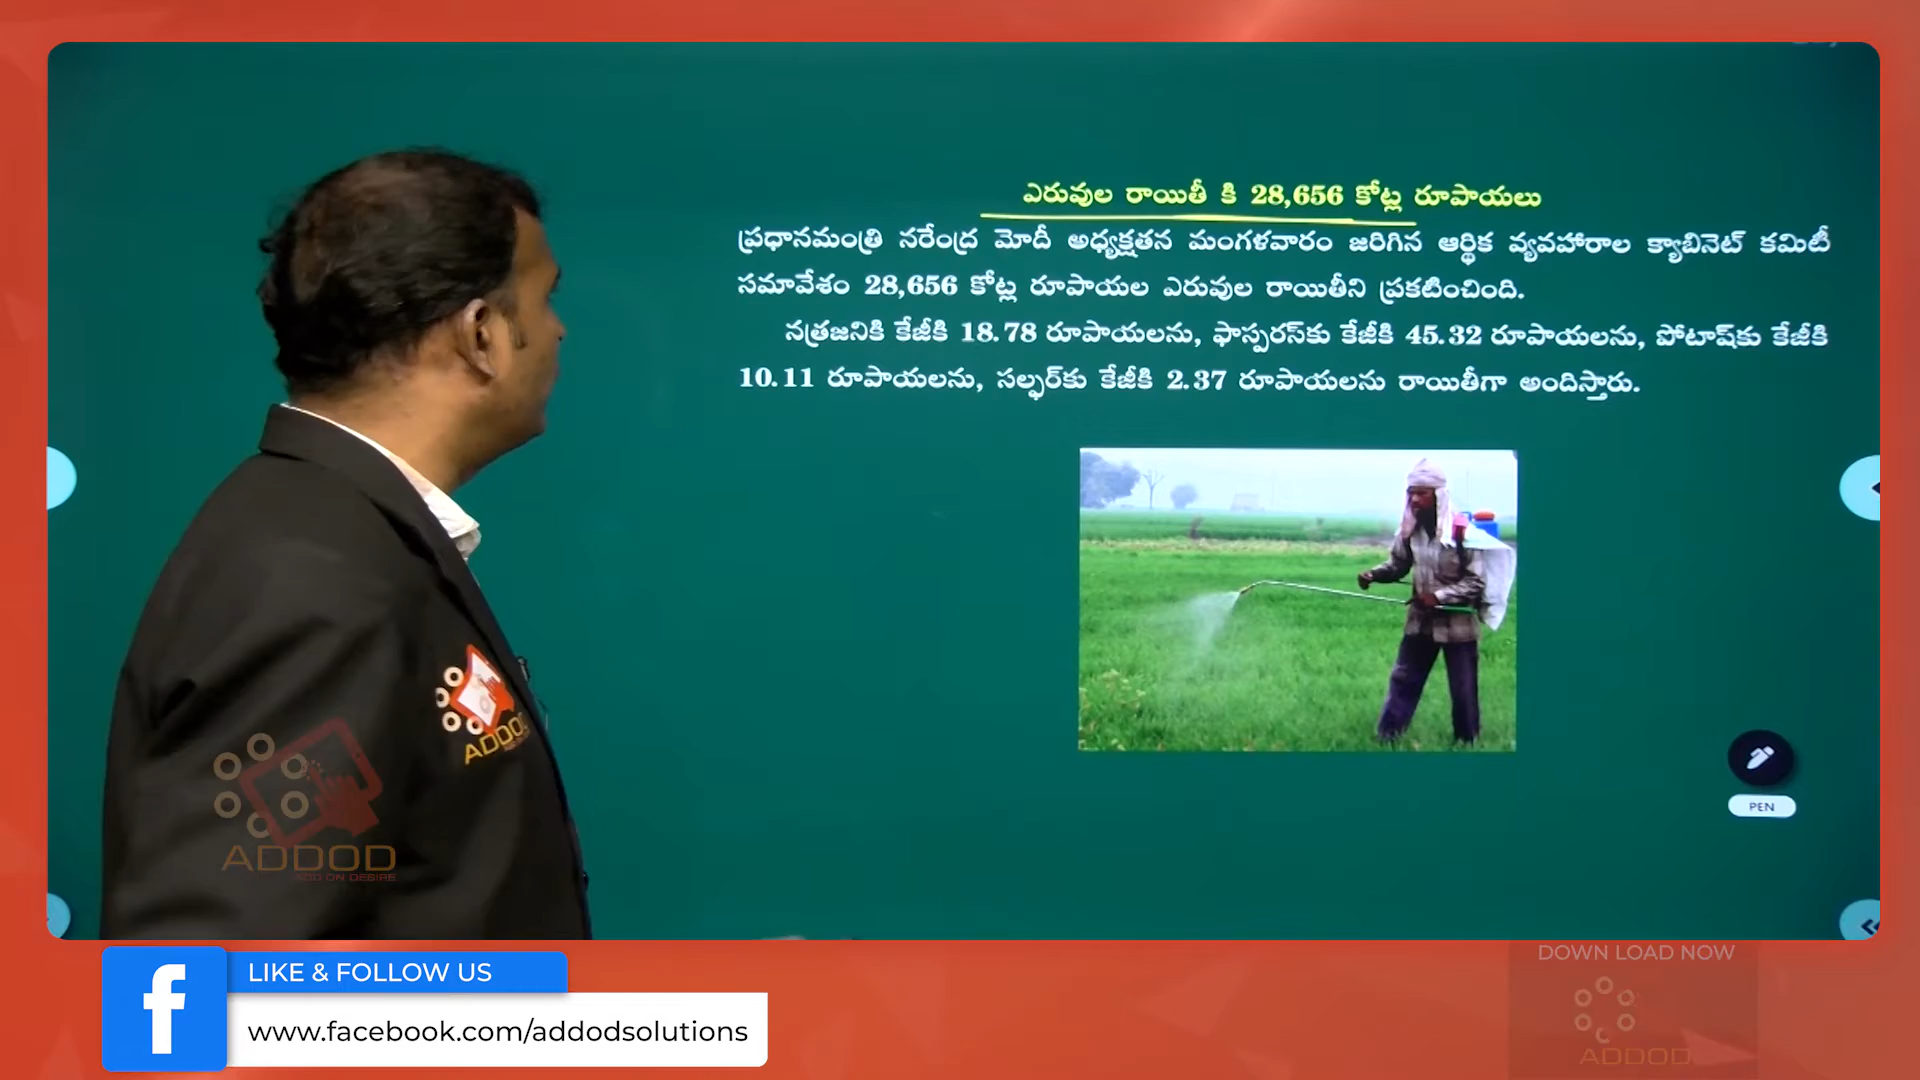 ఎరువుల రాయితీ కి 28,656 కోట్ల రూపాయలు
ప్రధానమంత్రి నరేంద్ర మోదీ అధ్యక్షతన మంగళవారం జరిగిన ఆర్థిక వ్యవహారాల క్యాబినెట్ కమిటీ
సమావేశం 28,656 కోట్ల రూపాయల ఎరువుల రాయితీని ప్రకటించింది.
నత్రజనికి కేజీకి 18.78 రూపాయలను, ఫాస్పరస్‌కు కేజీకి 45.32 రూపాయలను, పోటాష్‌కు కేజీకి
10.11 రూపాయలను, సల్ఫర్‌కు కేజీకి 2.37 రూపాయలను రాయితీగా అందిస్తారు.
PEN
ADDOD
ADDOD
ADD ON DESIRE
LIKE & FOLLOW US
www.facebook.com/addodsolutions
DOWN LOAD NOW
ADDOD